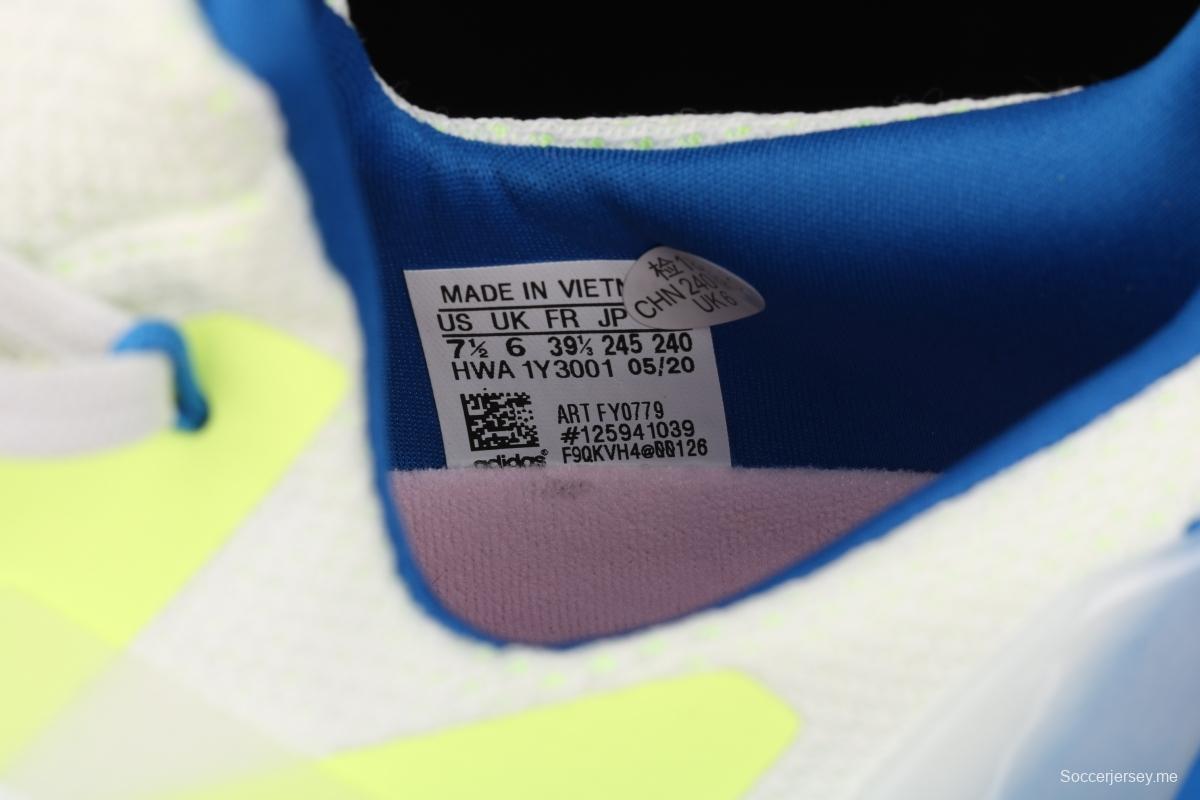 MADE IN VIETN
检
CHN 240
UK 6
US UK FR JP
7½ 6 39⅓ 245 240
HWA 1Y3001 05/20
ART FY0779
#125941039
F9QKVH4@00126
adidas®
Soccerjersey.me